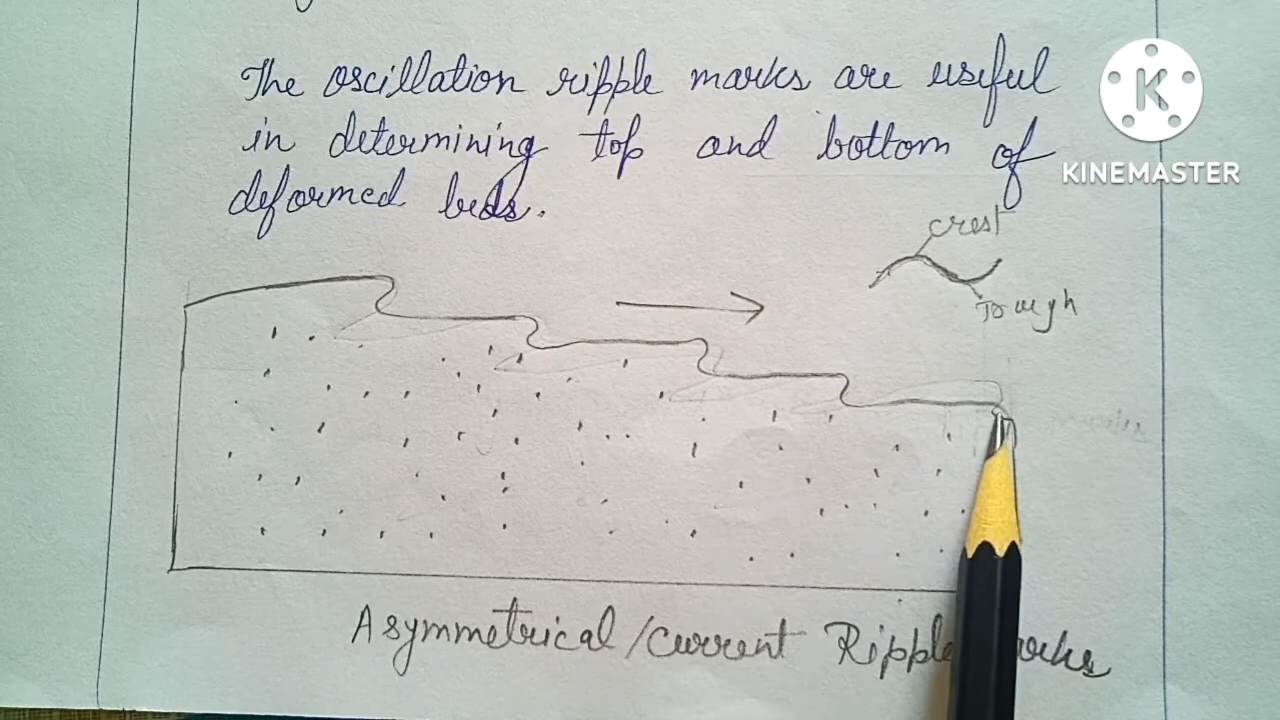 The oscillation ripple marks are useful
in determining top and bottom of
deformed beds.
K
KINEMASTER
crest
Asymmetrical/current Ripple